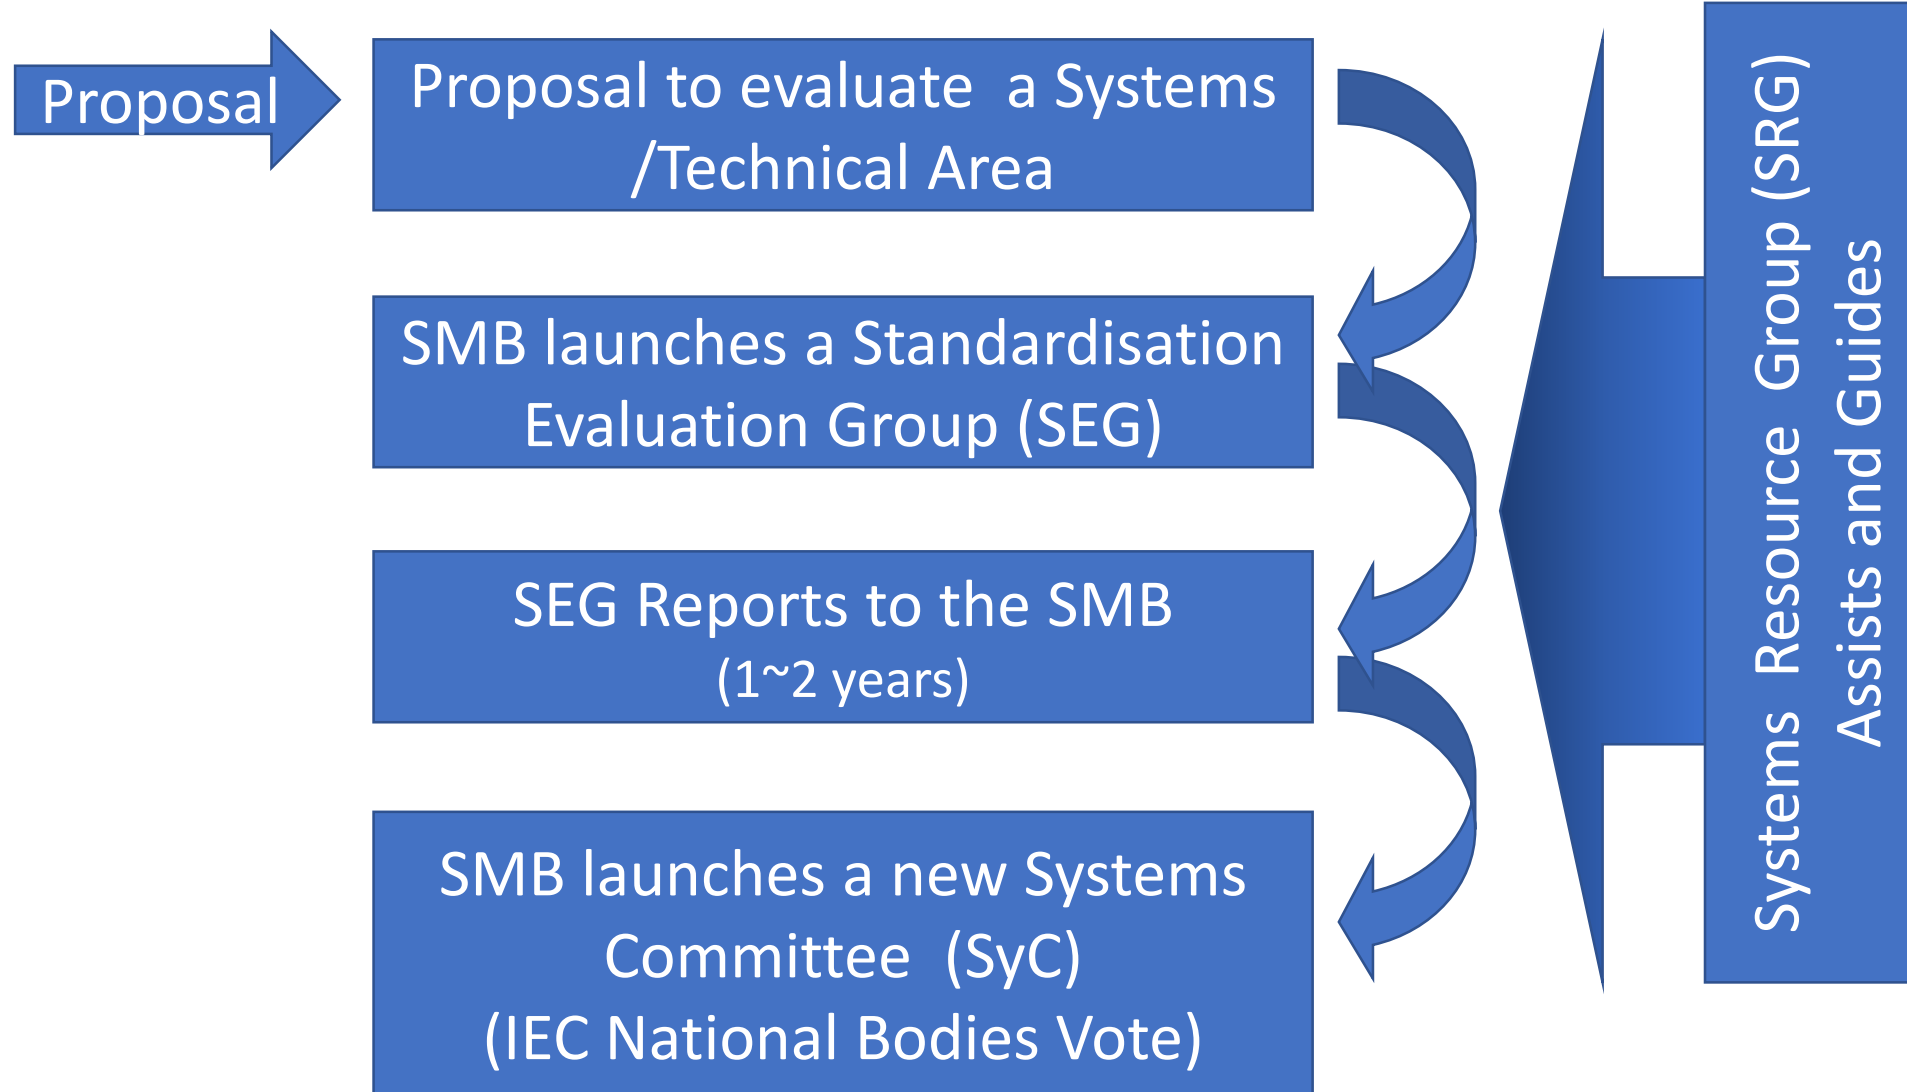 Proposal
Proposal to evaluate  a Systems
/Technical Area
SMB launches a Standardisation
Evaluation Group (SEG)
SEG Reports to the SMB
(1~2 years)
SMB launches a new Systems
Committee  (SyC)
(IEC National Bodies Vote)
Systems  Resource  Group (SRG)
Assists and Guides